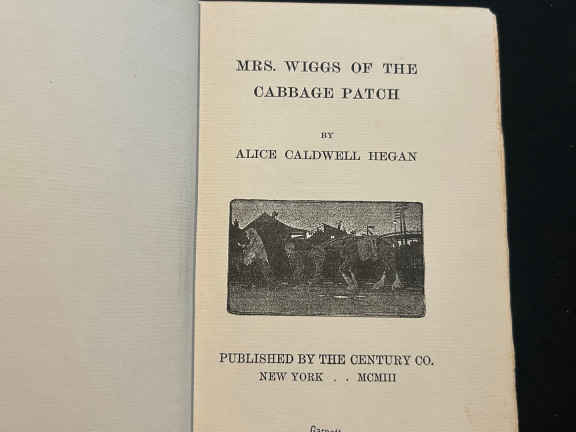 MRS. WIGGS OF THE
CABBAGE PATCH
BY
ALICE CALDWELL HEGAN
PUBLISHED BY THE CENTURY CO.
NEW YORK . . MCMIII